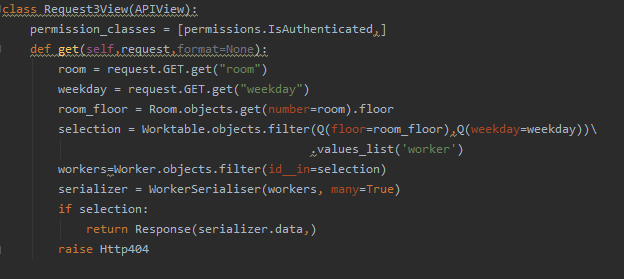 class Request3View(APIView):
    permission_classes = [permissions.IsAuthenticated,]
    def get(self,request,format=None):
        room = request.GET.get("room")
        weekday = request.GET.get("weekday")
        room_floor = Room.objects.get(number=room).floor
        selection = Worktable.objects.filter(Q(floor=room_floor),Q(weekday=weekday))\
                                            .values_list('worker')
        workers=Worker.objects.filter(id__in=selection)
        serializer = WorkerSerialiser(workers, many=True)
        if selection:
            return Response(serializer.data,)
        raise Http404